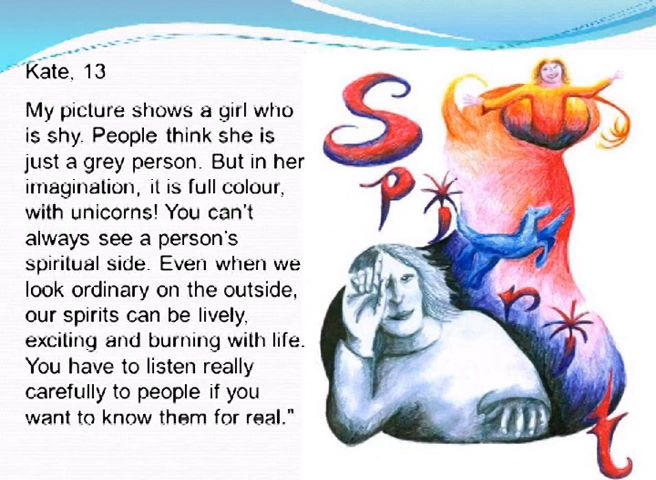 Kate, 13
My picture shows a girl who
is shy. People think she is
just a grey person. But in her
imagination, it is full colour,
with unicorns! You can't
always see a person's
spiritual side. Even when we
look ordinary on the outside,
our spirits can be lively,
exciting and burning with life.
You have to listen really
carefully to people if you
want to know them for real."
Spirit